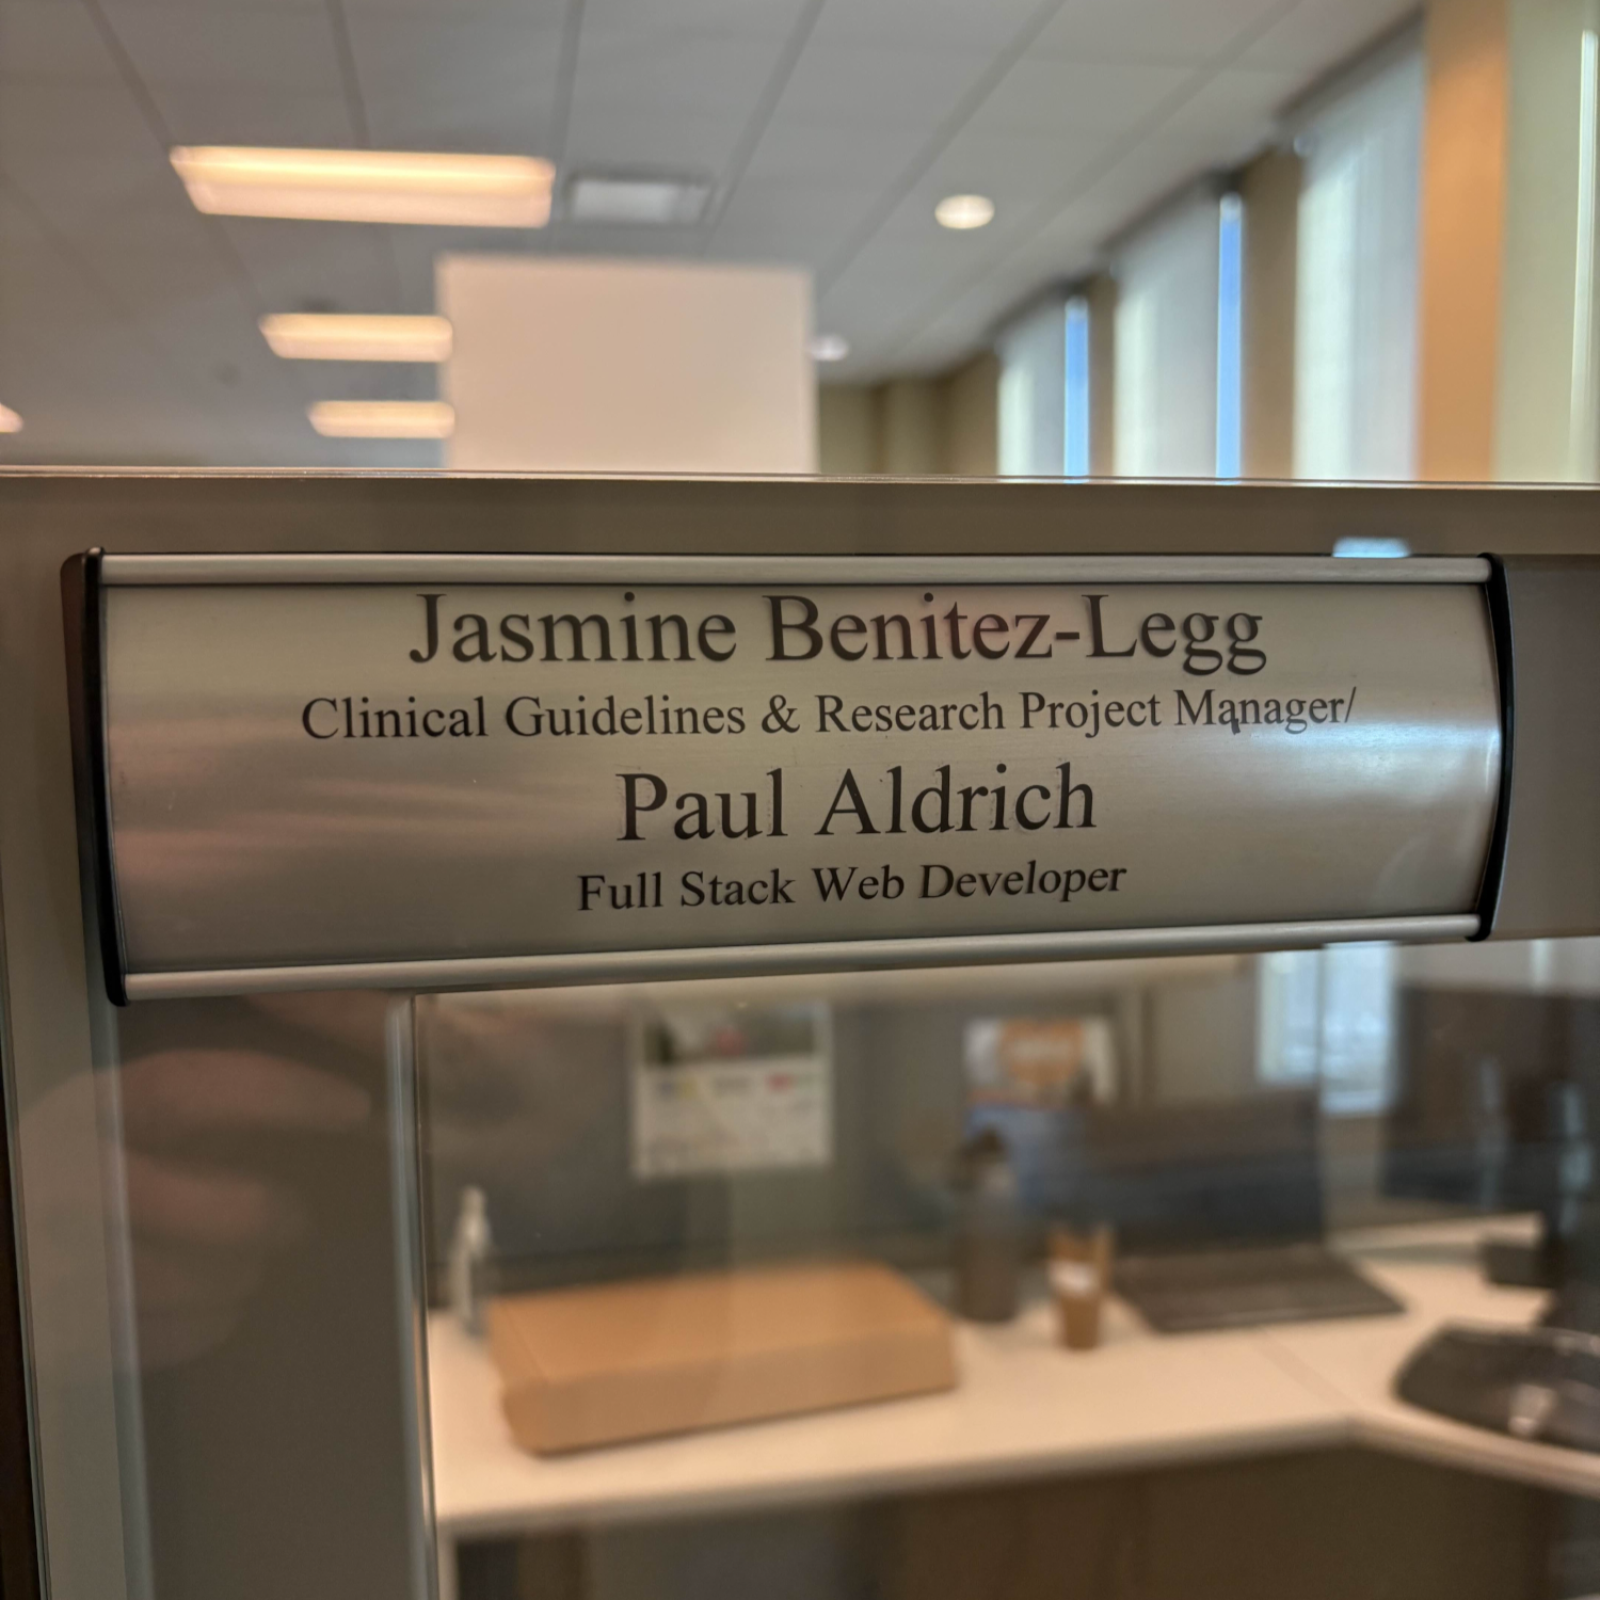 Jasmine Benitez-Legg
Clinical Guidelines & Research Project Manager/
Paul Aldrich
Full Stack Web Developer